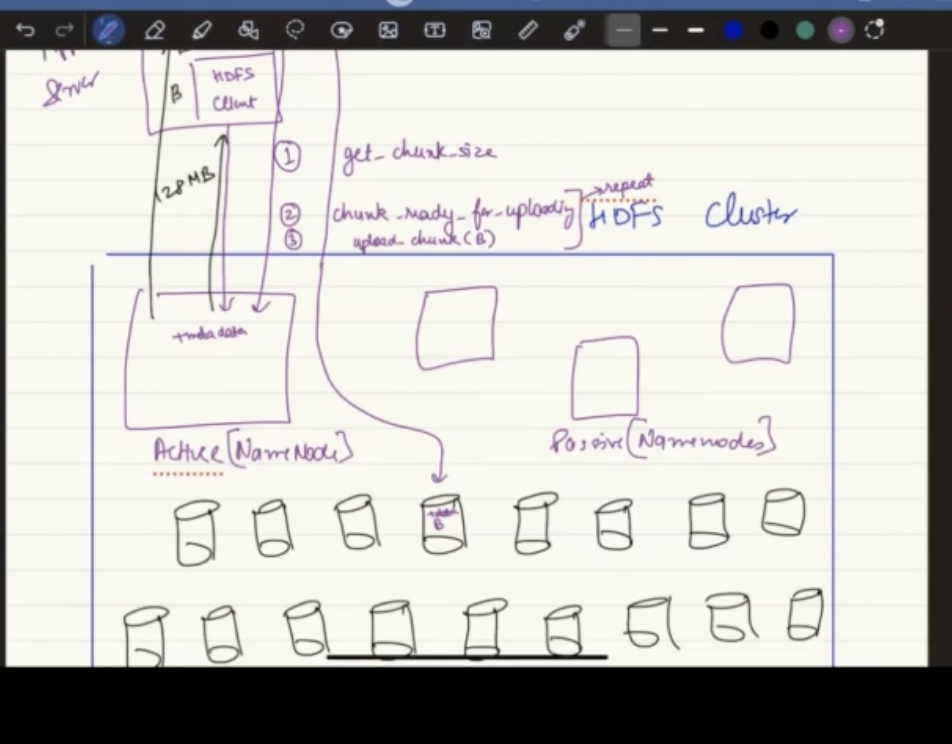 Server
HDFS
Client
B
128 MB
① get_chunk_size
repeat
② chunk_ready_for_uploading
③ upload_chunk(B)
HDFS Cluster
+metadata
Active [NameNode]
Passive [Namenodes]
+data
B